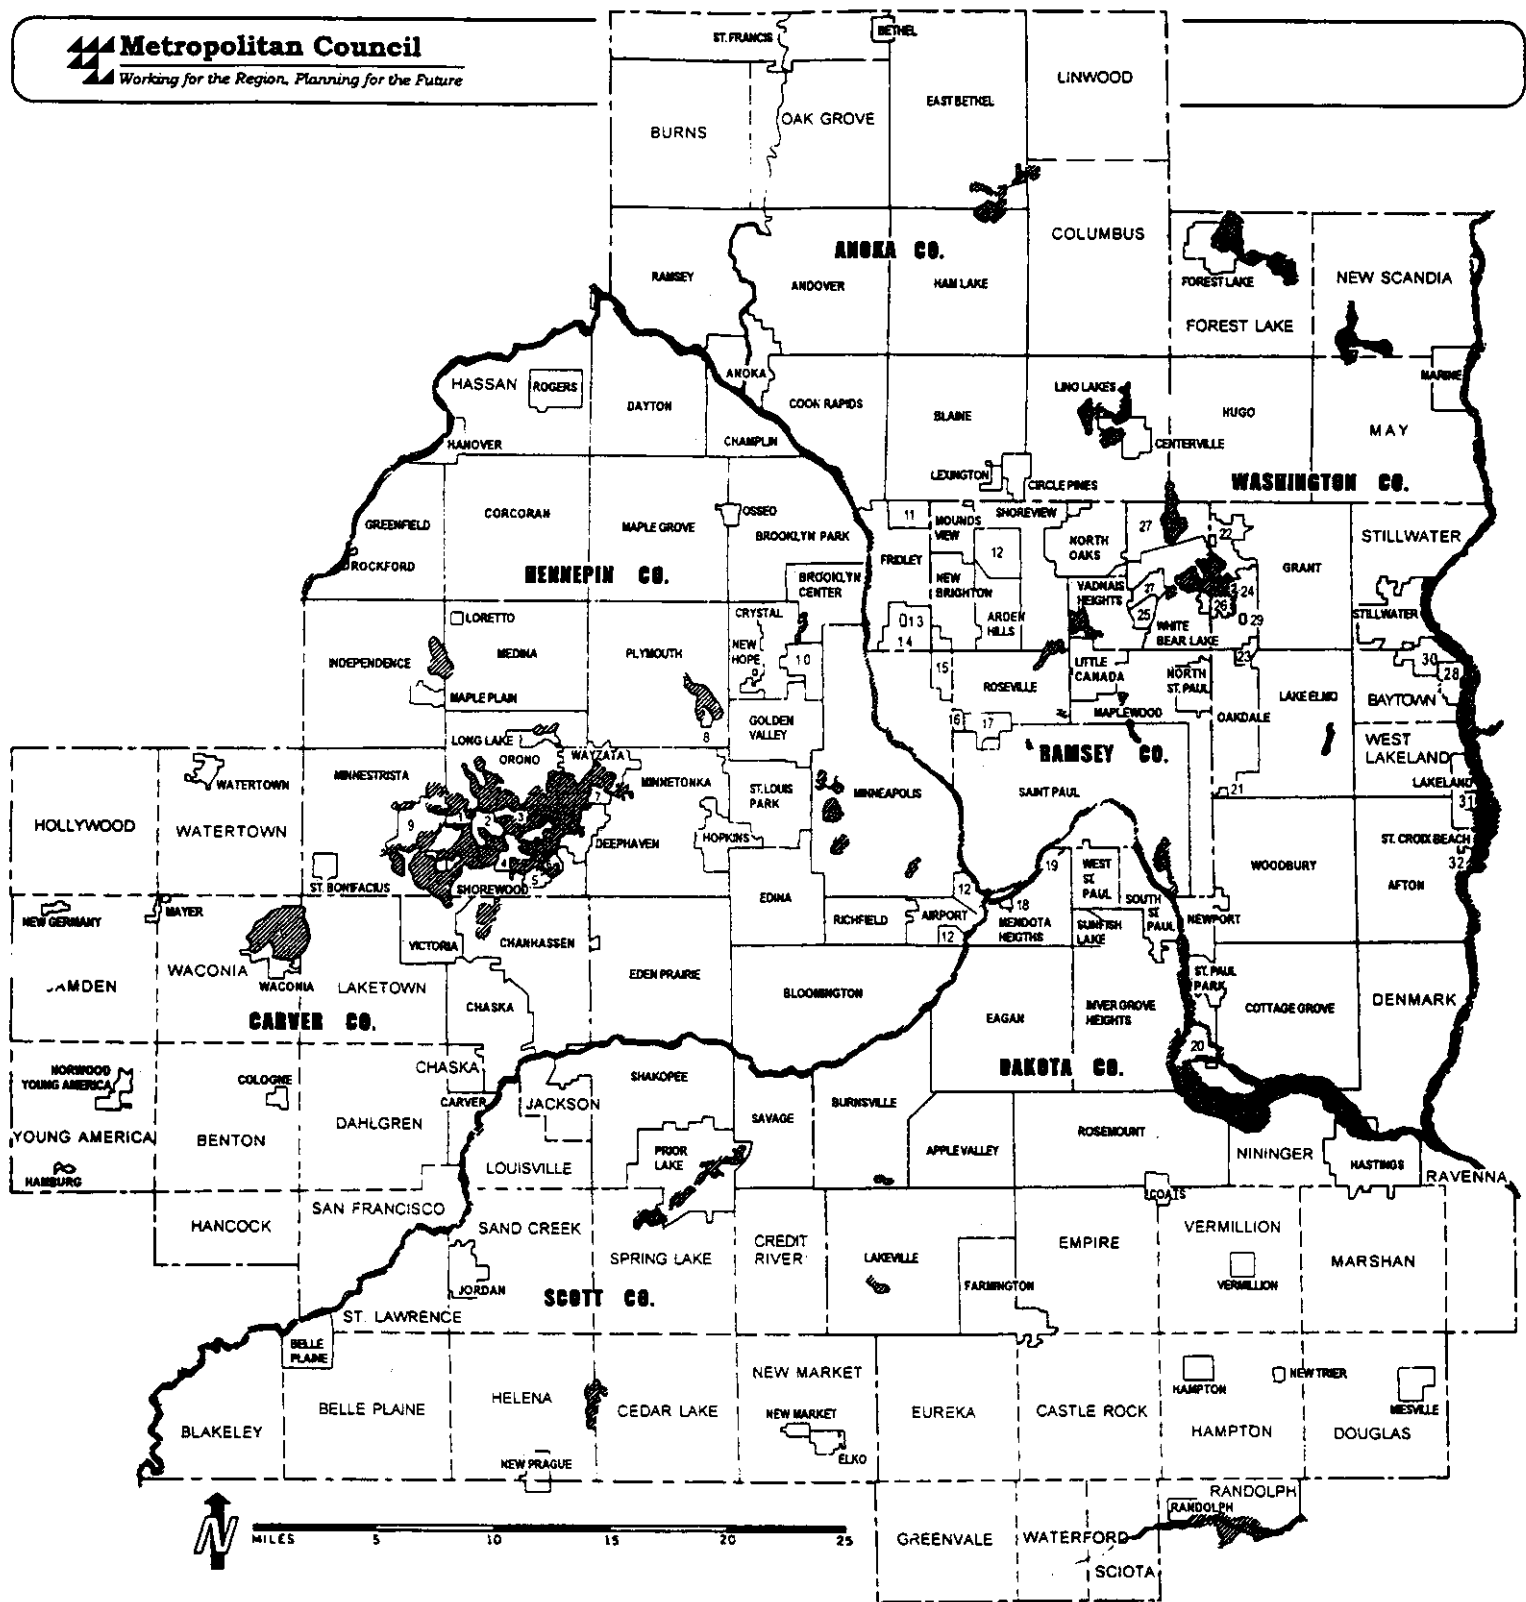 Metropolitan Council
Working for the Region, Planning for the Future
ST. FRANCIS
BETHEL
LINWOOD
EAST BETHEL
BURNS
OAK GROVE
COLUMBUS
ANOKA CO.
RAMSEY
ANDOVER
HAM LAKE
FOREST LAKE
NEW SCANDIA
FOREST LAKE
MARINE
HASSAN
ROGERS
ANOKA
DAYTON
COOK RAPIDS
BLAINE
LINO LAKES
HUGO
MAY
HANOVER
CHAMPLIN
CENTERVILLE
LEXINGTON
CIRCLE PINES
WASHINGTON CO.
GREENFIELD
CORCORAN
MAPLE GROVE
OSSEO
BROOKLYN PARK
11
MOUNDS
VIEW
SHOREVIEW
12
NORTH
OAKS
27
22
STILLWATER
ROCKFORD
HENNEPIN CO.
BROOKLYN
CENTER
FRIDLEY
NEW
BRIGHTON
VADNAIS
HEIGHTS
27
24
GRANT
LORETTO
CRYSTAL
13
14
ARDEN
HILLS
25
26
WHITE
BEAR LAKE
29
STILLWATER
INDEPENDENCE
MEDINA
PLYMOUTH
NEW
HOPE
10
15
ROSEVILLE
LITTLE
CANADA
NORTH
ST. PAUL
23
30
28
MAPLE PLAIN
LAKE ELMO
BAYTOWN
8
GOLDEN
VALLEY
16
17
MAPLEWOOD
OAKDALE
LONG LAKE
ORONO
WAYZATA
RAMSEY CO.
WEST
LAKELAND
WATERTOWN
MINNESTRISTA
MINNETONKA
ST. LOUIS
PARK
MINNEAPOLIS
SAINT PAUL
21
LAKELAND
31
HOLLYWOOD
WATERTOWN
9
1
2
3
7
DEEPHAVEN
HOPKINS
ST. CROIX BEACH
32
ST. BONIFACIUS
4
5
SHOREWOOD
EDINA
19
WEST
ST.
PAUL
WOODBURY
AFTON
NEW GERMANY
MAYER
VICTORIA
CHANHASSEN
RICHFIELD
12
AIRPORT
12
18
MENDOTA
HEIGTHS
SUNFISH
LAKE
SOUTH
ST.
PAUL
NEWPORT
WACONIA
WACONIA
LAKETOWN
CHASKA
EDEN PRAIRIE
BLOOMINGTON
EAGAN
INVER GROVE
HEIGHTS
ST. PAUL
PARK
COTTAGE GROVE
DENMARK
AMDEN
CARVER CO.
20
DAKOTA CO.
NORWOOD
YOUNG AMERICA
COLOGNE
CHASKA
CARVER
JACKSON
SHAKOPEE
SAVAGE
BURNSVILLE
YOUNG AMERICA
BENTON
DAHLGREN
LOUISVILLE
PRIOR
LAKE
APPLE VALLEY
ROSEMOUNT
NININGER
HASTINGS
RAVENNA
HAMBURG
COATS
HANCOCK
SAN FRANCISCO
SAND CREEK
SPRING LAKE
CREDIT
RIVER
LAKEVILLE
EMPIRE
VERMILLION
VERMILLION
MARSHAN
JORDAN
FARMINGTON
SCOTT CO.
ST. LAWRENCE
BELLE
PLAINE
BLAKELEY
BELLE PLAINE
HELENA
CEDAR LAKE
NEW MARKET
NEW MARKET
ELKO
EUREKA
CASTLE ROCK
HAMPTON
HAMPTON
NEW TRIER
MIESVILLE
DOUGLAS
NEW PRAGUE
RANDOLPH
RANDOLPH
N
MILES 5 10 15 20 25
GREENVALE
WATERFORD
SCIOTA